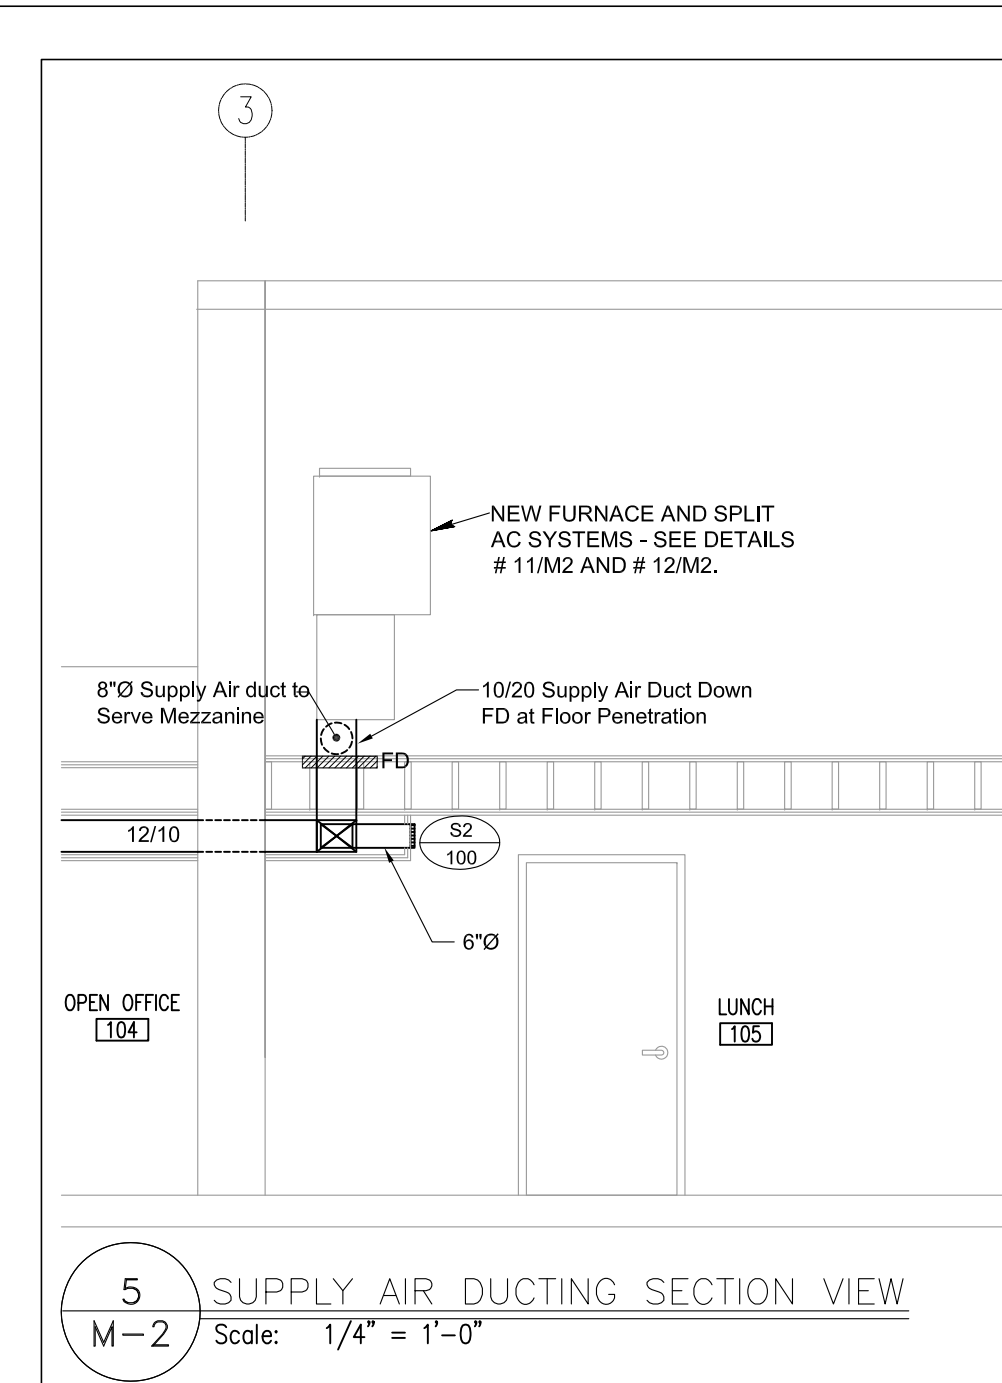 3
NEW FURNACE AND SPLIT
AC SYSTEMS - SEE DETAILS
# 11/M2 AND # 12/M2.
8"Ø Supply Air duct to
Serve Mezzanine
10/20 Supply Air Duct Down
FD at Floor Penetration
FD
12/10
S2
100
6"Ø
OPEN OFFICE
104
LUNCH
105
5
M-2
SUPPLY AIR DUCTING SECTION VIEW
Scale: 1/4" = 1'-0"